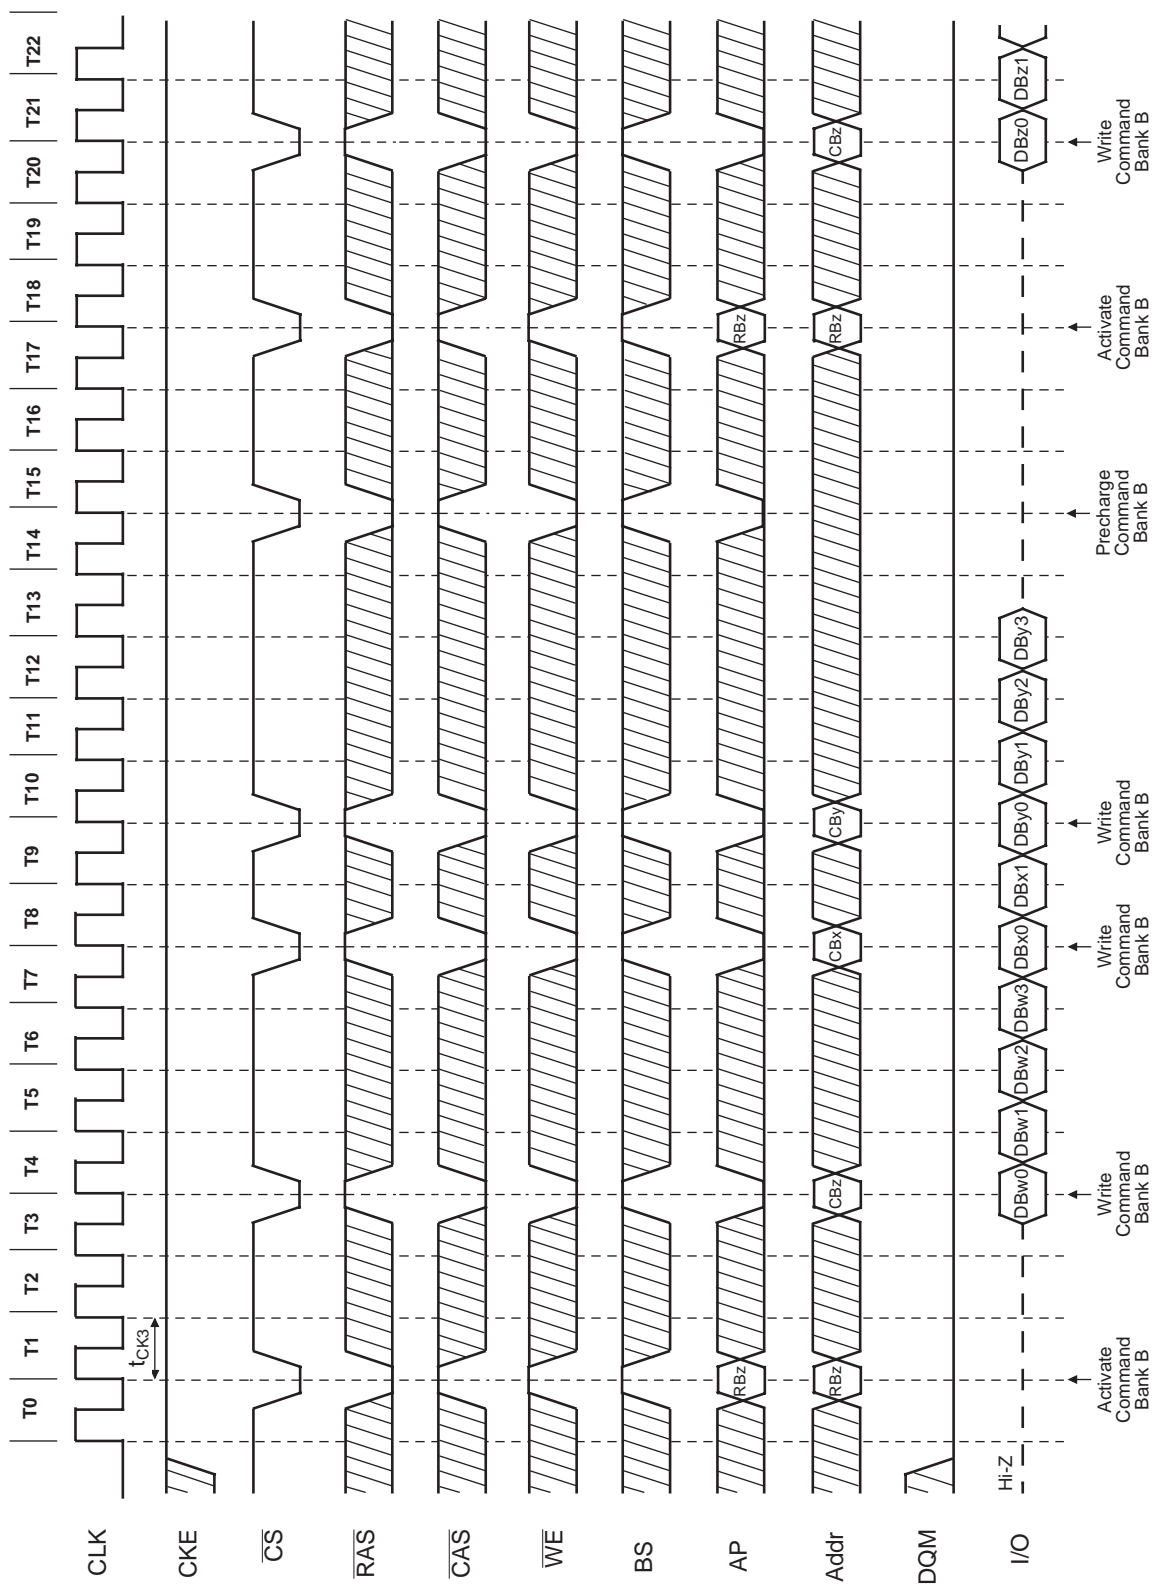 T0 T1 T2 T3 T4 T5 T6 T7 T8 T9 T10 T11 T12 T13 T14 T15 T16 T17 T18 T19 T20 T21 T22
CLK
tCK3
CKE
CS
RAS
CAS
WE
BS
AP
RBz RBz
Addr
RBz CBz CBx CBy RBz CBz
DQM
I/O
Hi-Z
DBw0 DBw1 DBw2 DBw3 DBx0 DBx1 DBy0 DBy1 DBy2 DBy3 DBz0 DBz1
Activate
Command
Bank B
Write
Command
Bank B
Write
Command
Bank B
Write
Command
Bank B
Precharge
Command
Bank B
Activate
Command
Bank B
Write
Command
Bank B